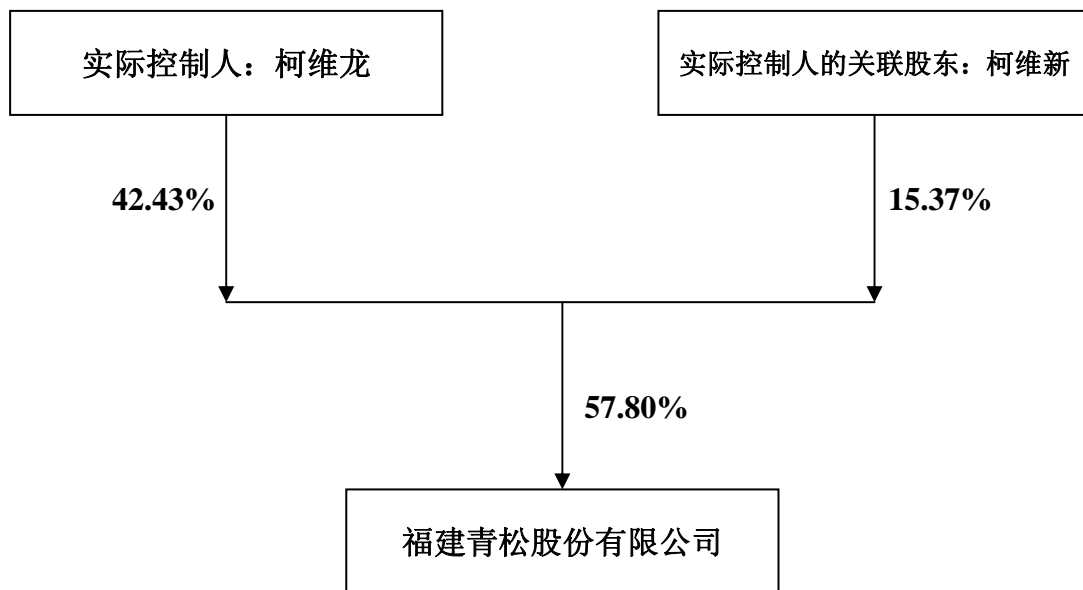 实际控制人：柯维龙
实际控制人的关联股东：柯维新
42.43%
15.37%
57.80%
福建青松股份有限公司